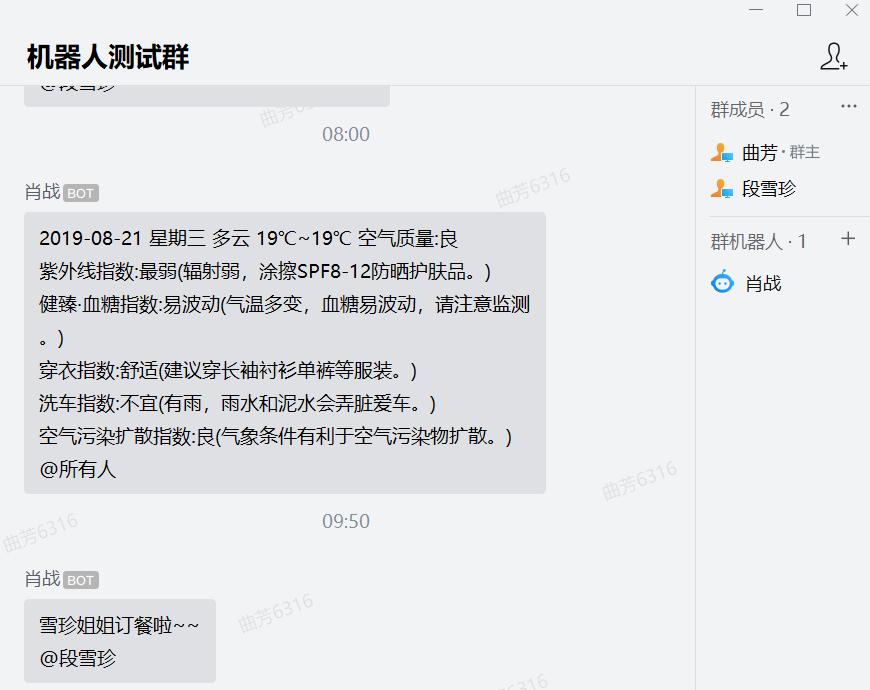 机器人测试群
@段雪珍
08:00
肖战 BOT
2019-08-21 星期三 多云 19℃~19℃ 空气质量:良
紫外线指数:最弱(辐射弱，涂擦SPF8-12防晒护肤品。)
健臻·血糖指数:易波动(气温多变，血糖易波动，请注意监测
。)
穿衣指数:舒适(建议穿长袖衬衫单裤等服装。)
洗车指数:不宜(有雨，雨水和泥水会弄脏爱车。)
空气污染扩散指数:良(气象条件有利于空气污染物扩散。)
@所有人
09:50
肖战 BOT
雪珍姐姐订餐啦~~
@段雪珍
群成员 · 2
曲芳 · 群主
段雪珍
群机器人 · 1
肖战
曲芳6316
曲芳6316
曲芳6316
曲芳6316